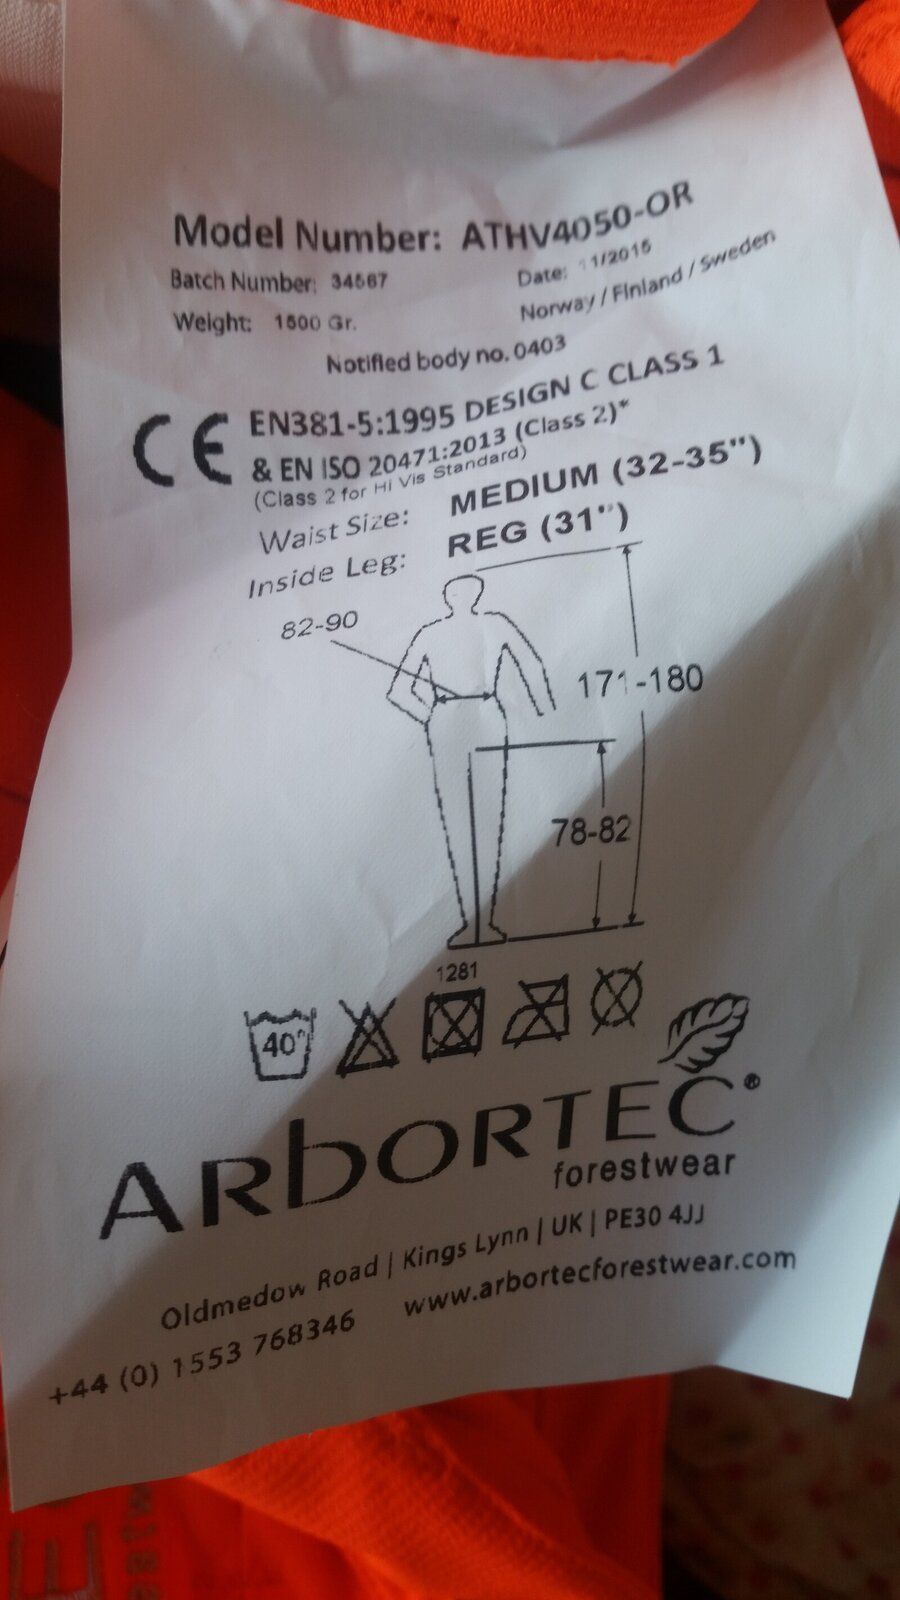 Model Number: ATHV4050-OR
Batch Number: 34567
Date: 11/2015
Weight: 1500 Gr.
Norway / Finland / Sweden
Notified body no. 0403
CE
EN381-5:1995 DESIGN C CLASS 1
& EN ISO 20471:2013 (Class 2)*
(Class 2 for Hi Vis Standard)
Waist Size: MEDIUM (32-35")
Inside Leg: REG (31")
82-90
171-180
78-82
1281
40°
ARBORTEC®
forestwear
Oldmedow Road | Kings Lynn | UK | PE30 4JJ
+44 (0) 1553 768346 www.arbortecforestwear.com